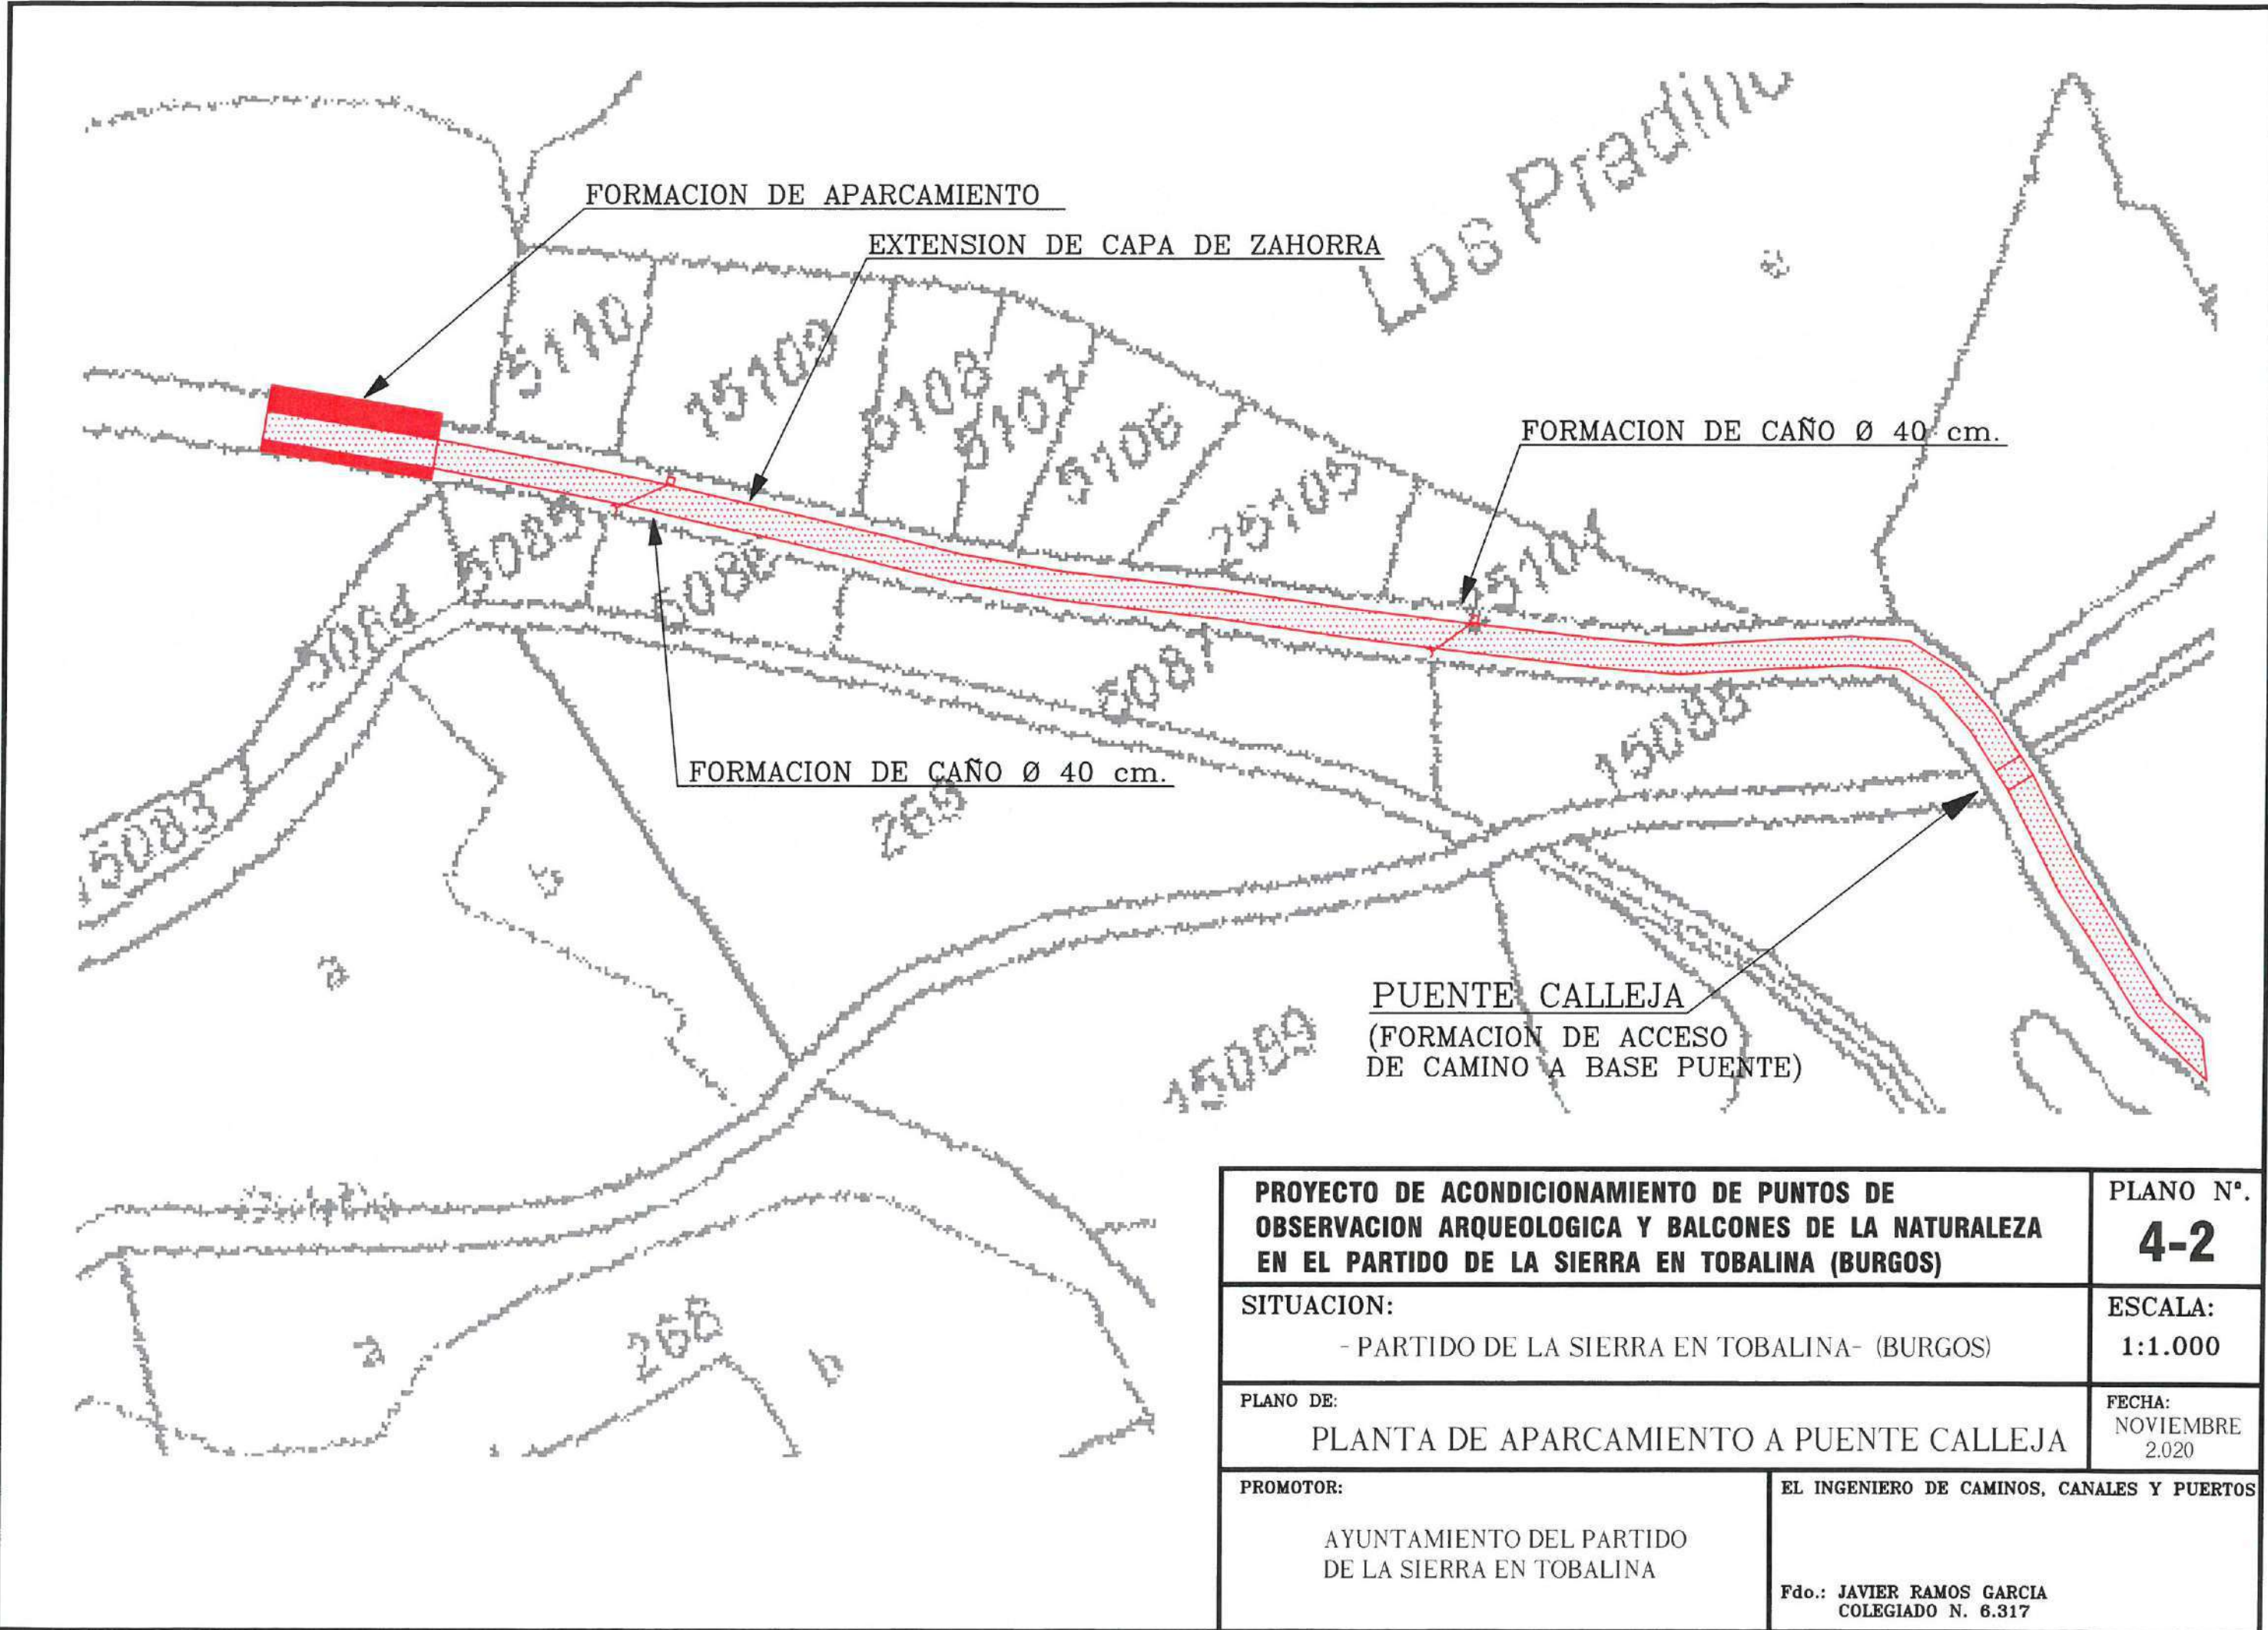 LOS Pradillo
FORMACION DE APARCAMIENTO
EXTENSION DE CAPA DE ZAHORRA
e
5110
15109
5108
5107
5106
25105
15104
FORMACION DE CAÑO Ø 40 cm.
5085
5086
5084
5087
15088
FORMACION DE CAÑO Ø 40 cm.
269
15083
b
a
PUENTE CALLEJA
(FORMACION DE ACCESO
DE CAMINO A BASE PUENTE)
15099
a
266
b
PROYECTO DE ACONDICIONAMIENTO DE PUNTOS DE
OBSERVACION ARQUEOLOGICA Y BALCONES DE LA NATURALEZA
EN EL PARTIDO DE LA SIERRA EN TOBALINA (BURGOS)
PLANO Nº.
4-2
SITUACION:
- PARTIDO DE LA SIERRA EN TOBALINA- (BURGOS)
ESCALA:
1:1.000
PLANO DE:
PLANTA DE APARCAMIENTO A PUENTE CALLEJA
FECHA:
NOVIEMBRE
2.020
PROMOTOR:
AYUNTAMIENTO DEL PARTIDO
DE LA SIERRA EN TOBALINA
EL INGENIERO DE CAMINOS, CANALES Y PUERTOS
Fdo.: JAVIER RAMOS GARCIA
COLEGIADO N. 6.317